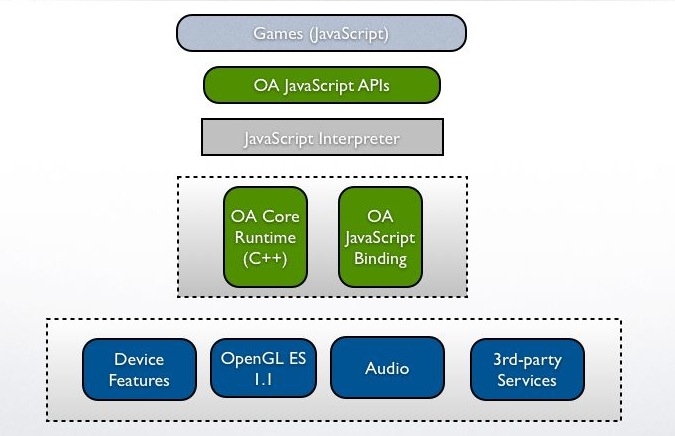 Games (JavaScript)
OA JavaScript APIs
JavaScript Interpreter
OA Core
Runtime
(C++)
OA
JavaScript
Binding
Device
Features
OpenGL ES
1.1
Audio
3rd-party
Services